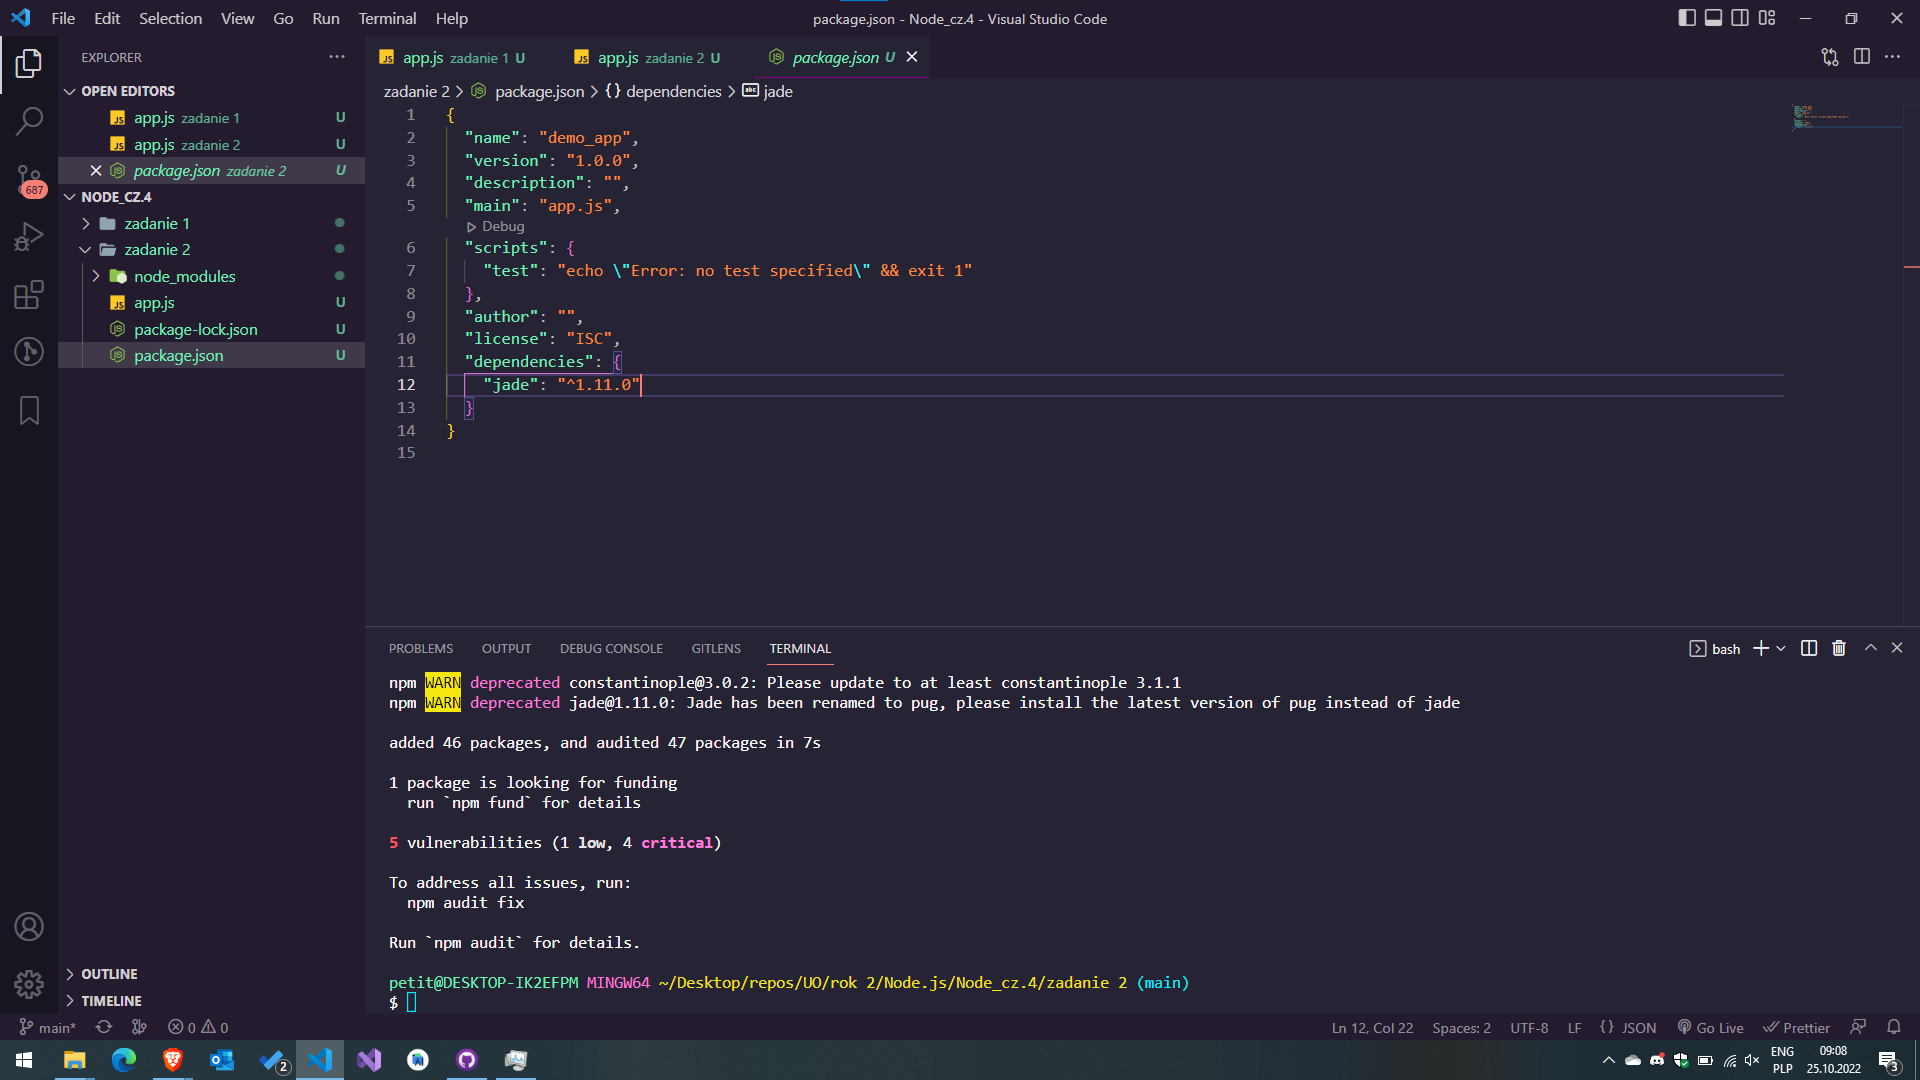 File Edit Selection View Go Run Terminal Help
package.json - Node_cz.4 - Visual Studio Code
EXPLORER
OPEN EDITORS
app.js zadanie 1 U
app.js zadanie 2 U
package.json zadanie 2 U
NODE_CZ.4
zadanie 1
zadanie 2
node_modules
app.js U
package-lock.json U
package.json U
OUTLINE
TIMELINE
687
app.js zadanie 1 U
app.js zadanie 2 U
package.json U
zadanie 2 > package.json > {} dependencies > abc jade
1 {
2 "name": "demo_app",
3 "version": "1.0.0",
4 "description": "",
5 "main": "app.js",
Debug
6 "scripts": {
7 "test": "echo \"Error: no test specified\" && exit 1"
8 },
9 "author": "",
10 "license": "ISC",
11 "dependencies": {
12 "jade": "^1.11.0"
13 }
14 }
15
PROBLEMS OUTPUT DEBUG CONSOLE GITLENS TERMINAL
bash
npm WARN deprecated constantinople@3.0.2: Please update to at least constantinople 3.1.1
npm WARN deprecated jade@1.11.0: Jade has been renamed to pug, please install the latest version of pug instead of jade
added 46 packages, and audited 47 packages in 7s
1 package is looking for funding
run `npm fund` for details
5 vulnerabilities (1 low, 4 critical)
To address all issues, run:
npm audit fix
Run `npm audit` for details.
petit@DESKTOP-IK2EFPM MINGW64 ~/Desktop/repos/UO/rok 2/Node.js/Node_cz.4/zadanie 2 (main)
$
main* 0 0
Ln 12, Col 22 Spaces: 2 UTF-8 LF {} JSON Go Live Prettier
2
ENG
PLP
09:08
25.10.2022
3